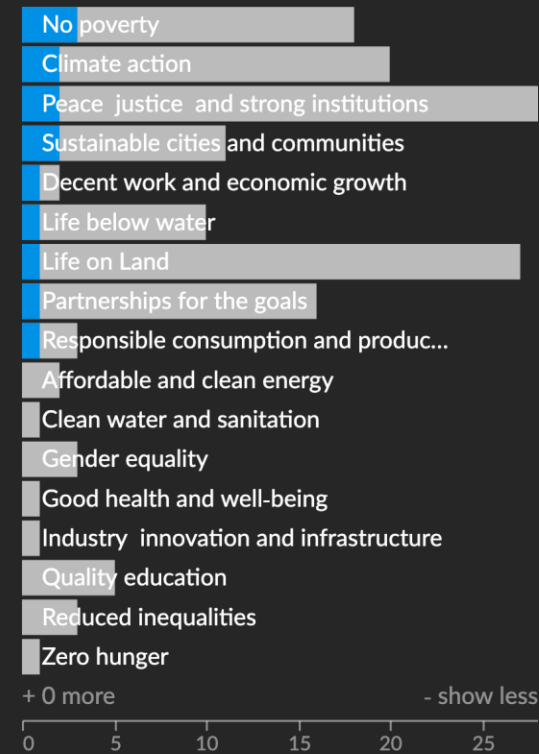 No poverty
Climate action
Peace  justice  and strong institutions
Sustainable cities and communities
Decent work and economic growth
Life below water
Life on Land
Partnerships for the goals
Responsible consumption and produc...
Affordable and clean energy
Clean water and sanitation
Gender equality
Good health and well-being
Industry  innovation and infrastructure
Quality education
Reduced inequalities
Zero hunger
+ 0 more - show less
0 5 10 15 20 25